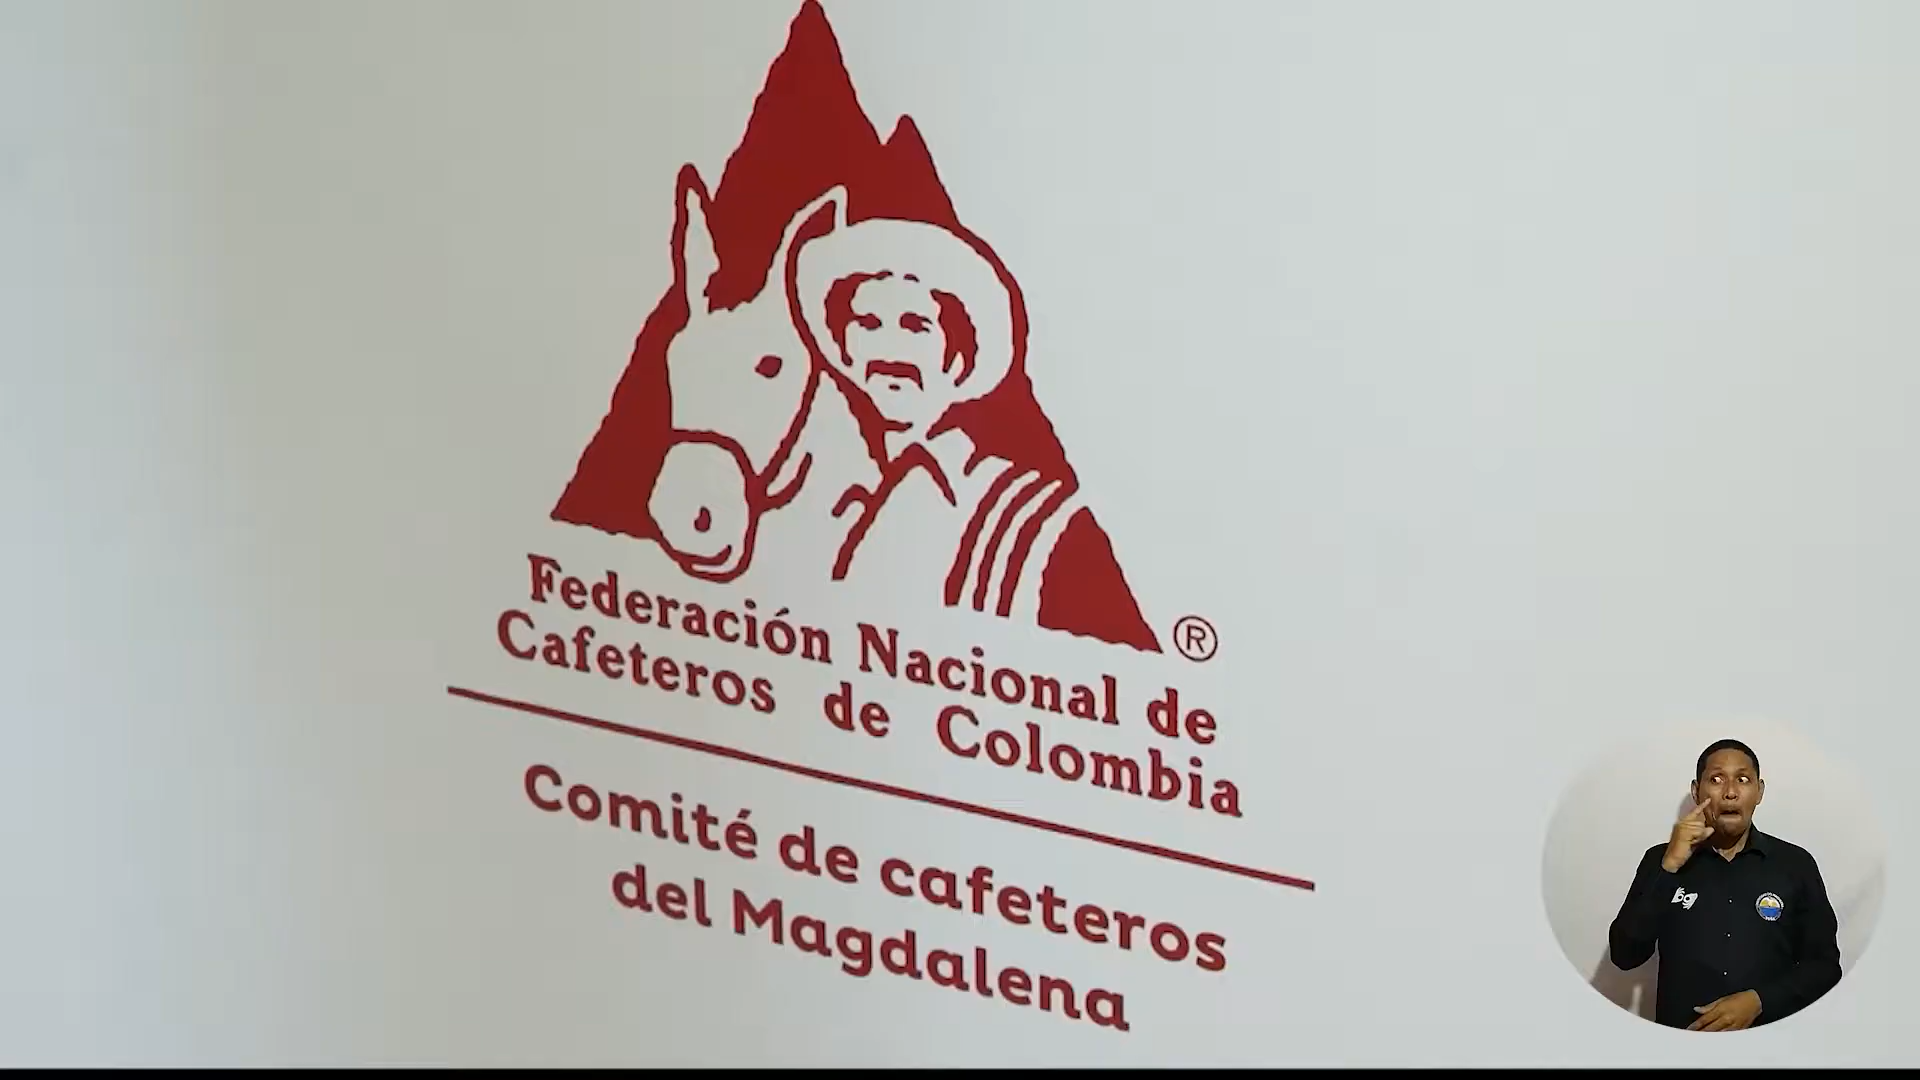 Federación Nacional de
Cafeteros de Colombia
®
Comité de cafeteros
del Magdalena